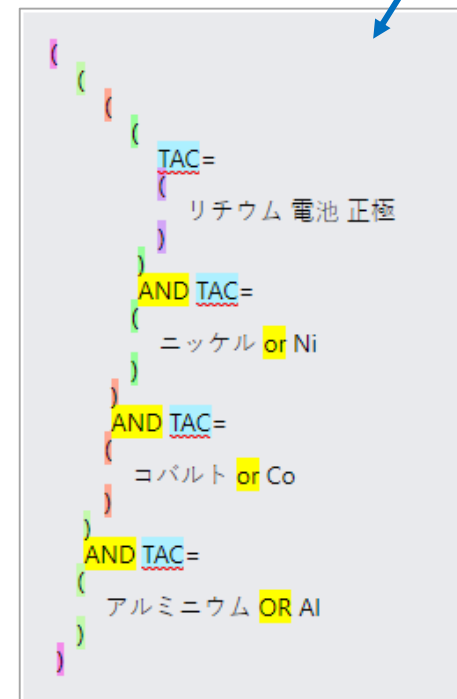 (
(
(
(
TAC=
(
リチウム 電池 正極
)
)
AND TAC=
(
ニッケル or Ni
)
)
AND TAC=
(
コバルト or Co
)
)
AND TAC=
(
アルミニウム OR Al
)
)